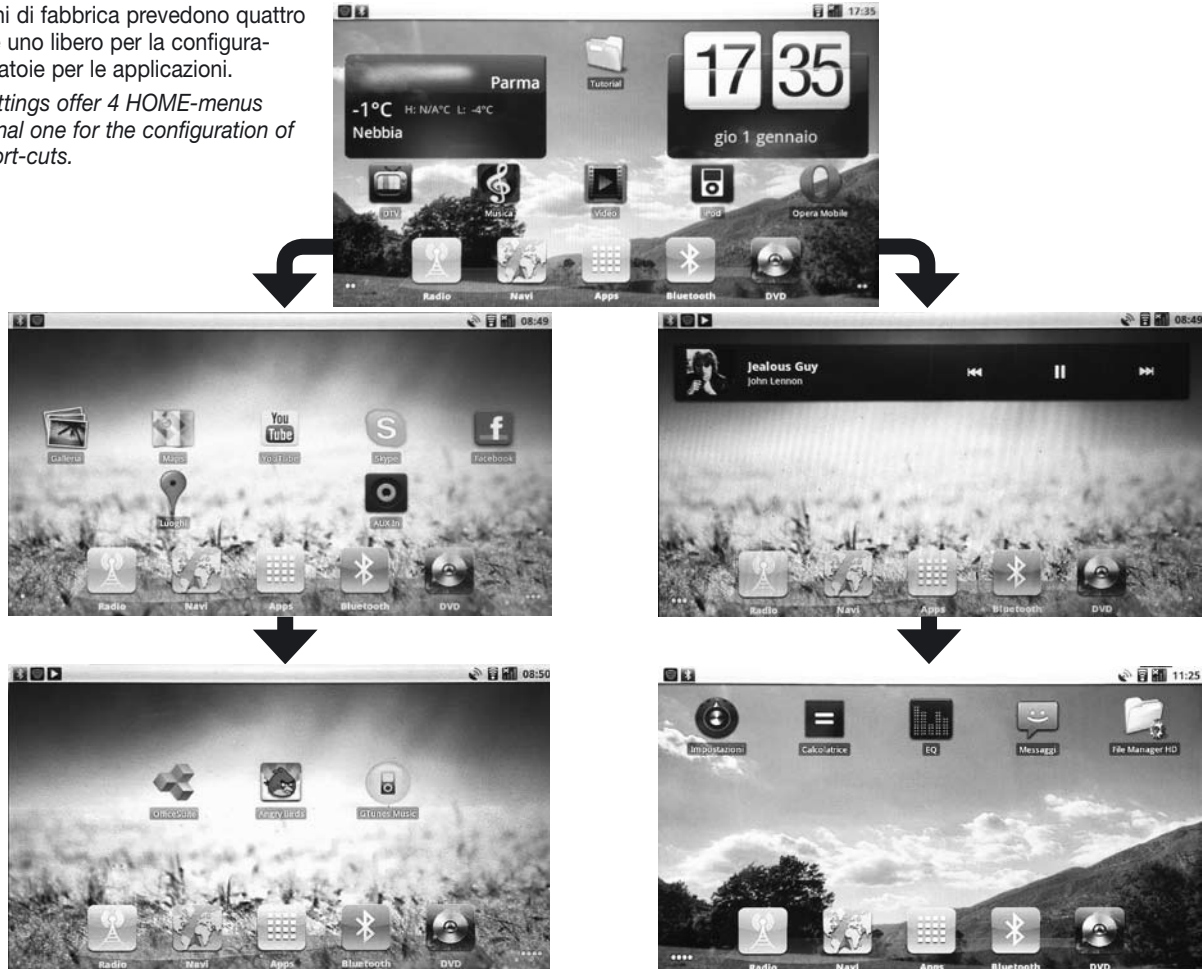 ni di fabbrica prevedono quattro
uno libero per la configura-
atoie per le applicazioni.
ttings offer 4 HOME-menus
nal one for the configuration of
ort-cuts.
17:35
Parma
-1°C H: N/A°C L: -4°C
Nebbia
Tutorial
17 35
gio 1 gennaio
DTV Musica Video iPod Opera Mobile
Radio Navi Apps Bluetooth DVD
08:49
Galleria Maps YouTube Skype Facebook
Luoghi AUX In
Radio Navi Apps Bluetooth DVD
08:49
Jealous Guy
John Lennon
Radio Navi Apps Bluetooth DVD
08:50
OfficeSuite Angry Birds GTunes Music
Radio Navi Apps Bluetooth DVD
11:25
Impostazioni Calcolatrice EQ Messaggi File Manager HD
Radio Navi Apps Bluetooth DVD